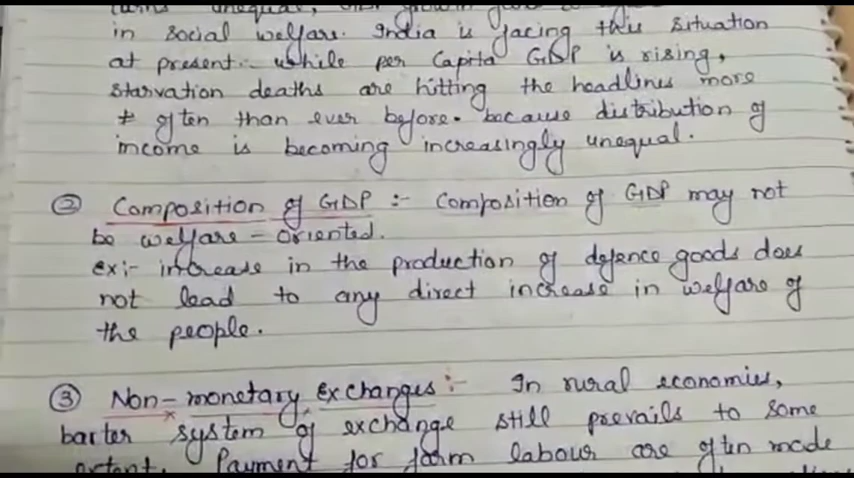 turns unequal,
in social welfare. India is facing this situation
at present. while per Capita GDP is rising,
starvation deaths are hitting the headlines more
often than ever before. because distribution of
income is becoming increasingly unequal.
② Composition of GDP :- Composition of GDP may not
be welfare-oriented.
ex:- increase in the production of defence goods does
not lead to any direct increase in welfare of
the people.
③ Non-monetary exchanges:- In rural economies,
barter system of exchange still prevails to some
extent. Payment for farm labour are often made